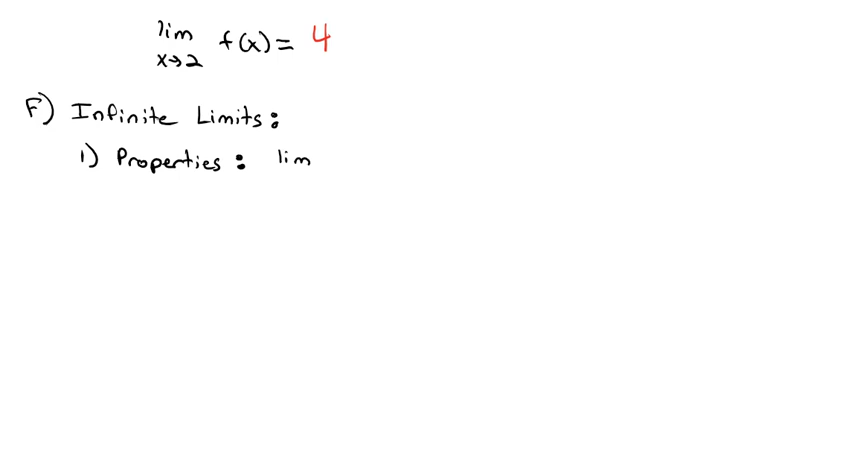 lim f(x) = 4
x→2
F) Infinite Limits:
1) Properties: lim